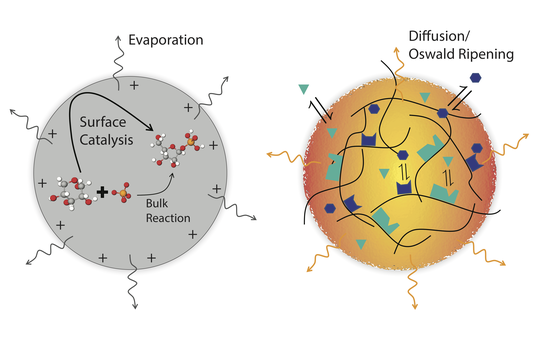 Evaporation
Surface
Catalysis
Bulk
Reaction
Diffusion/
Oswald Ripening